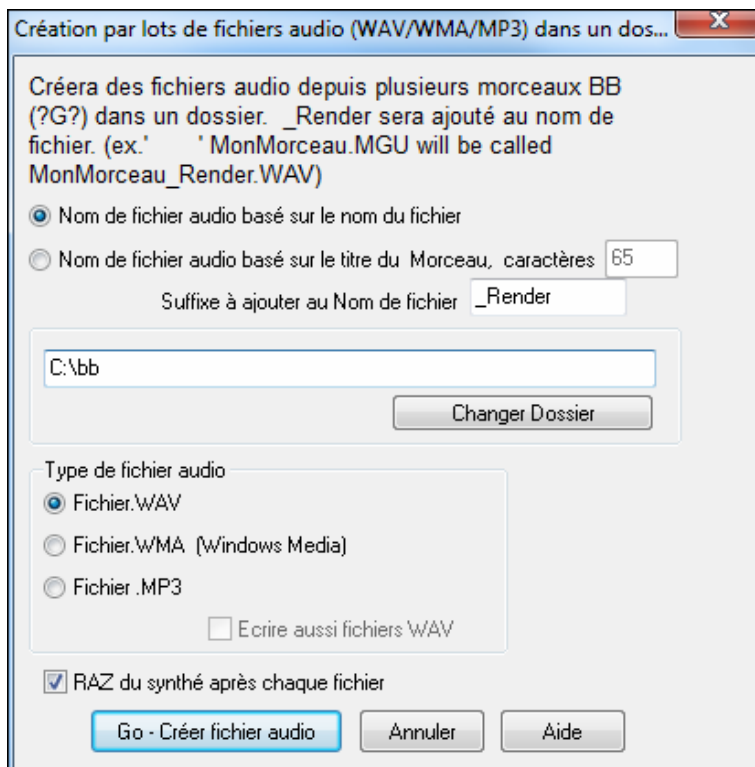 Création par lots de fichiers audio (WAV/WMA/MP3) dans un dos...
Créera des fichiers audio depuis plusieurs morceaux BB
(?G?) dans un dossier. _Render sera ajouté au nom de
fichier. (ex.' ' MonMorceau.MGU will be called
MonMorceau_Render.WAV)
Nom de fichier audio basé sur le nom du fichier
Nom de fichier audio basé sur le titre du Morceau, caractères 65
Suffixe à ajouter au Nom de fichier _Render
C:\bb
Changer Dossier
Type de fichier audio
Fichier.WAV
Fichier.WMA (Windows Media)
Fichier .MP3
Ecrire aussi fichiers WAV
RAZ du synthé après chaque fichier
Go - Créer fichier audio Annuler Aide